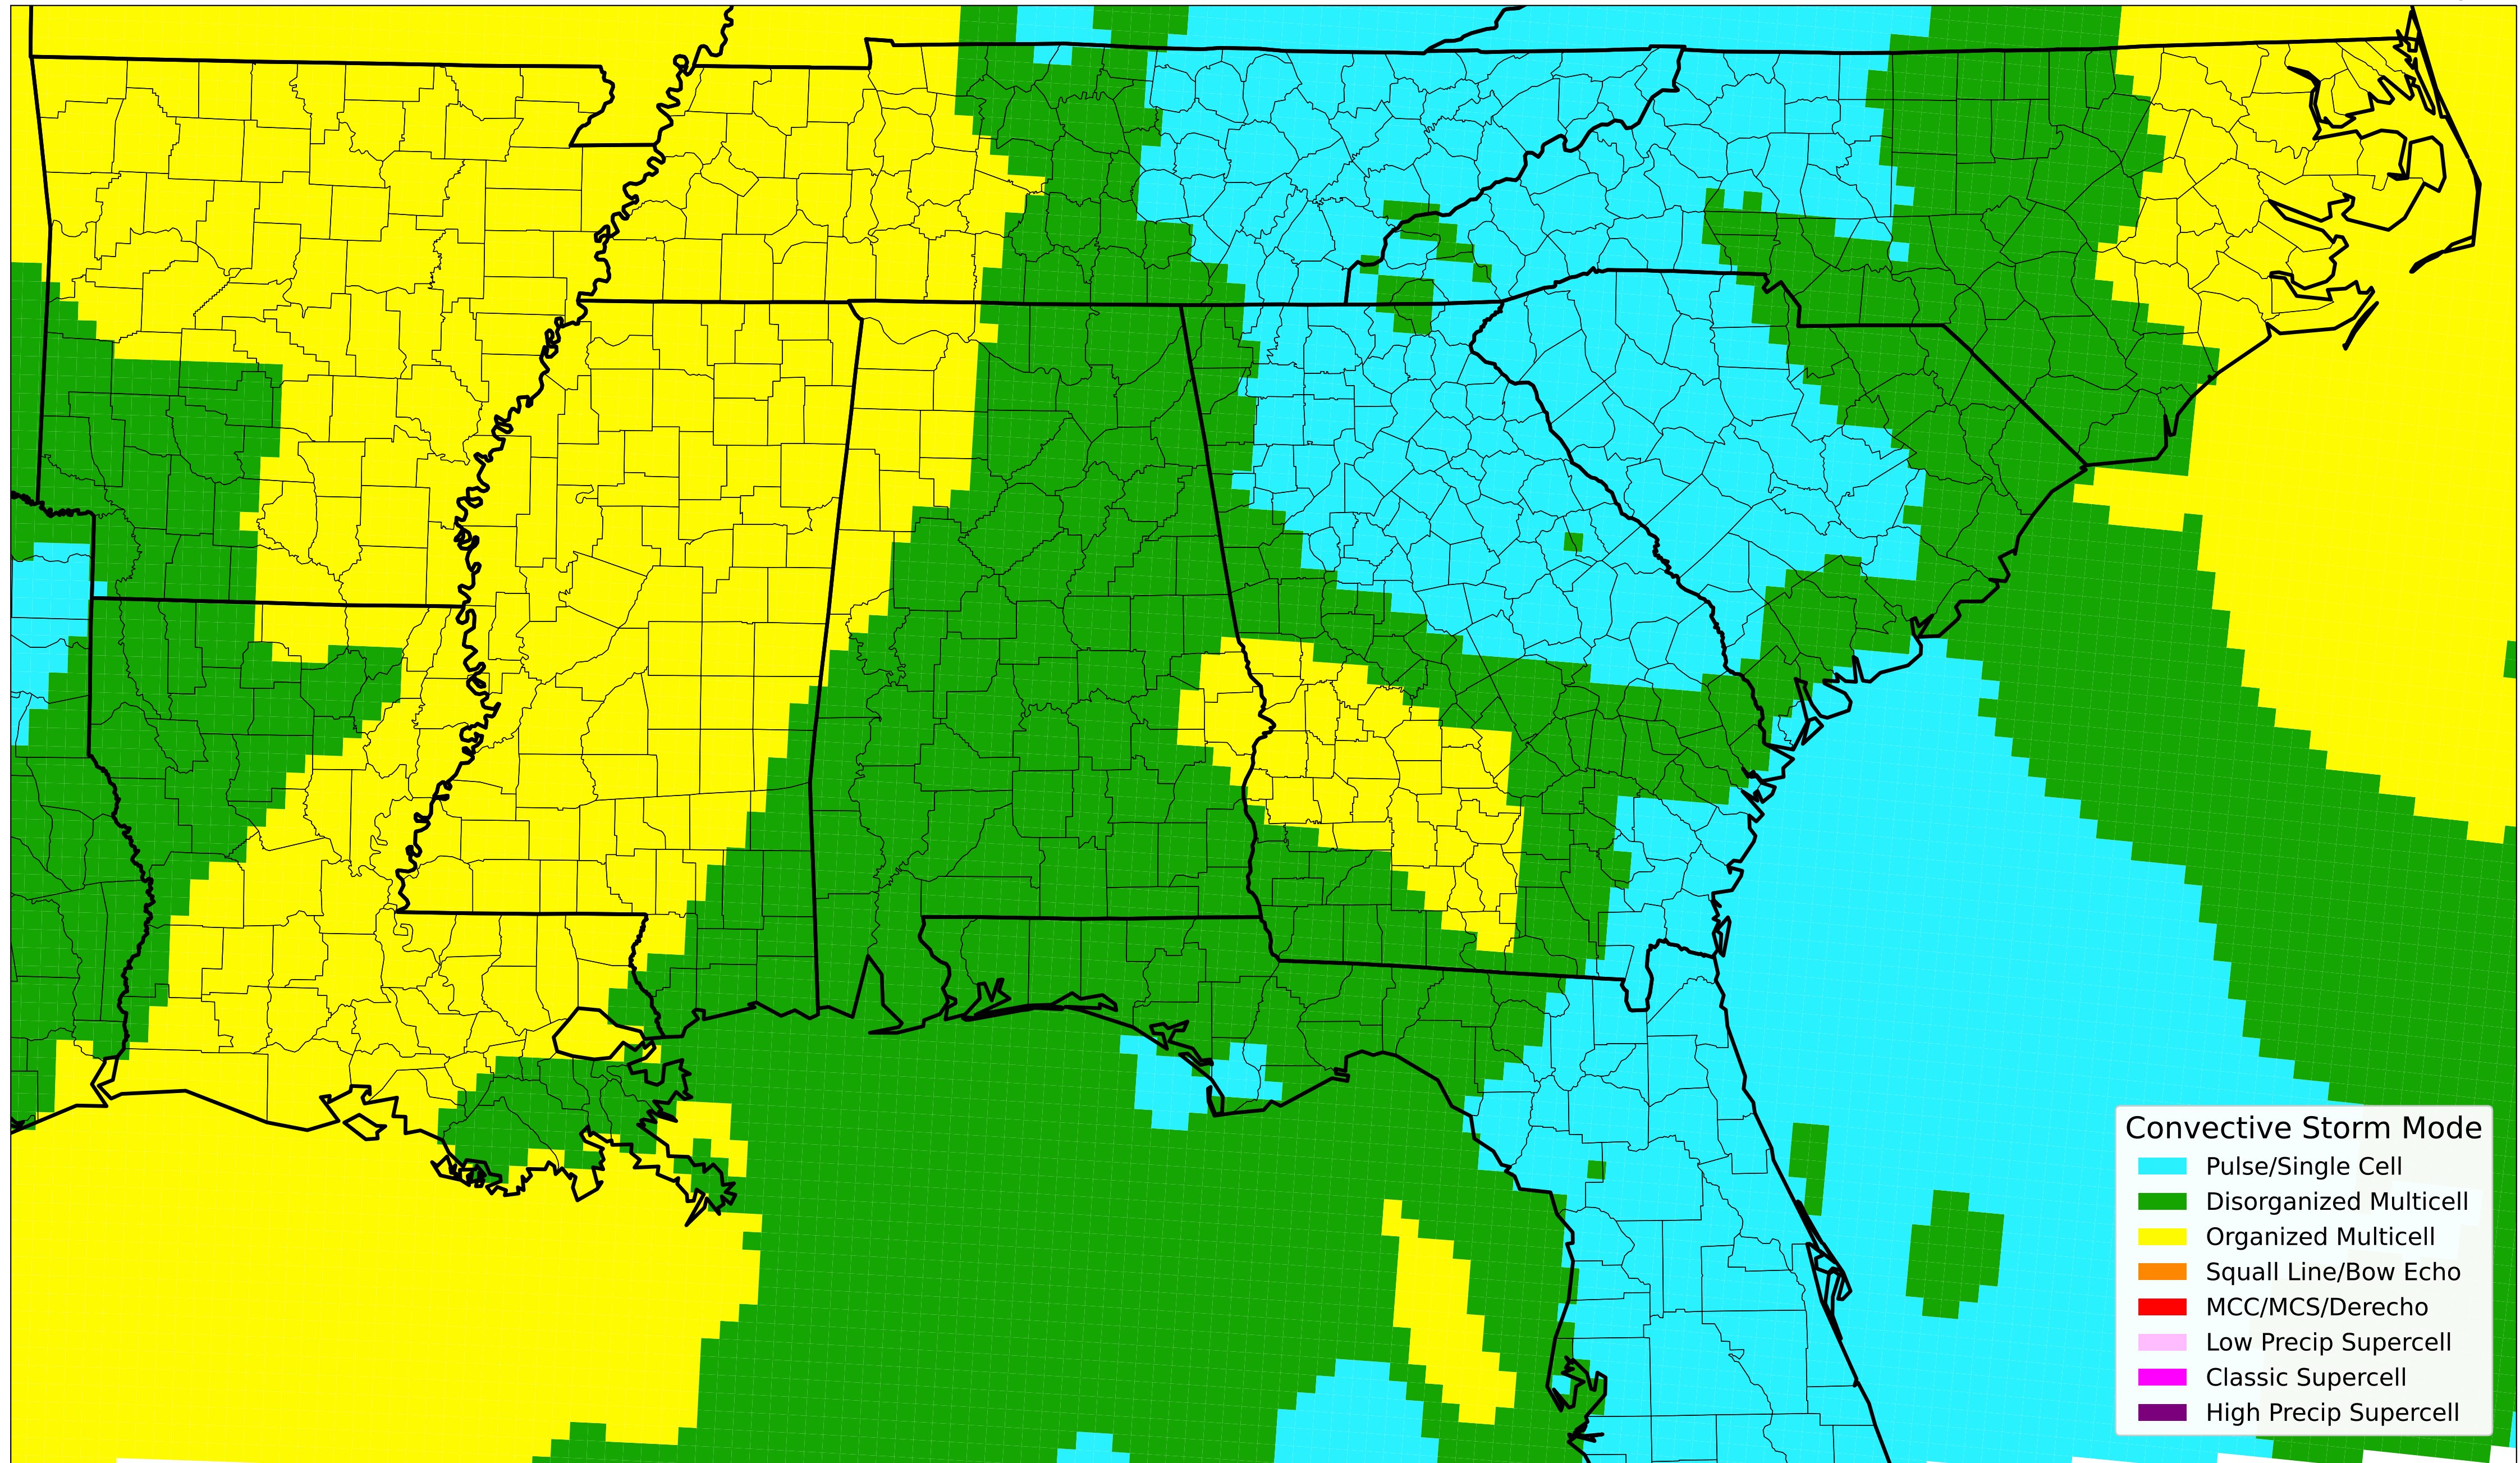 Convective Storm Mode
Pulse/Single Cell
Disorganized Multicell
Organized Multicell
Squall Line/Bow Echo
MCC/MCS/Derecho
Low Precip Supercell
Classic Supercell
High Precip Supercell